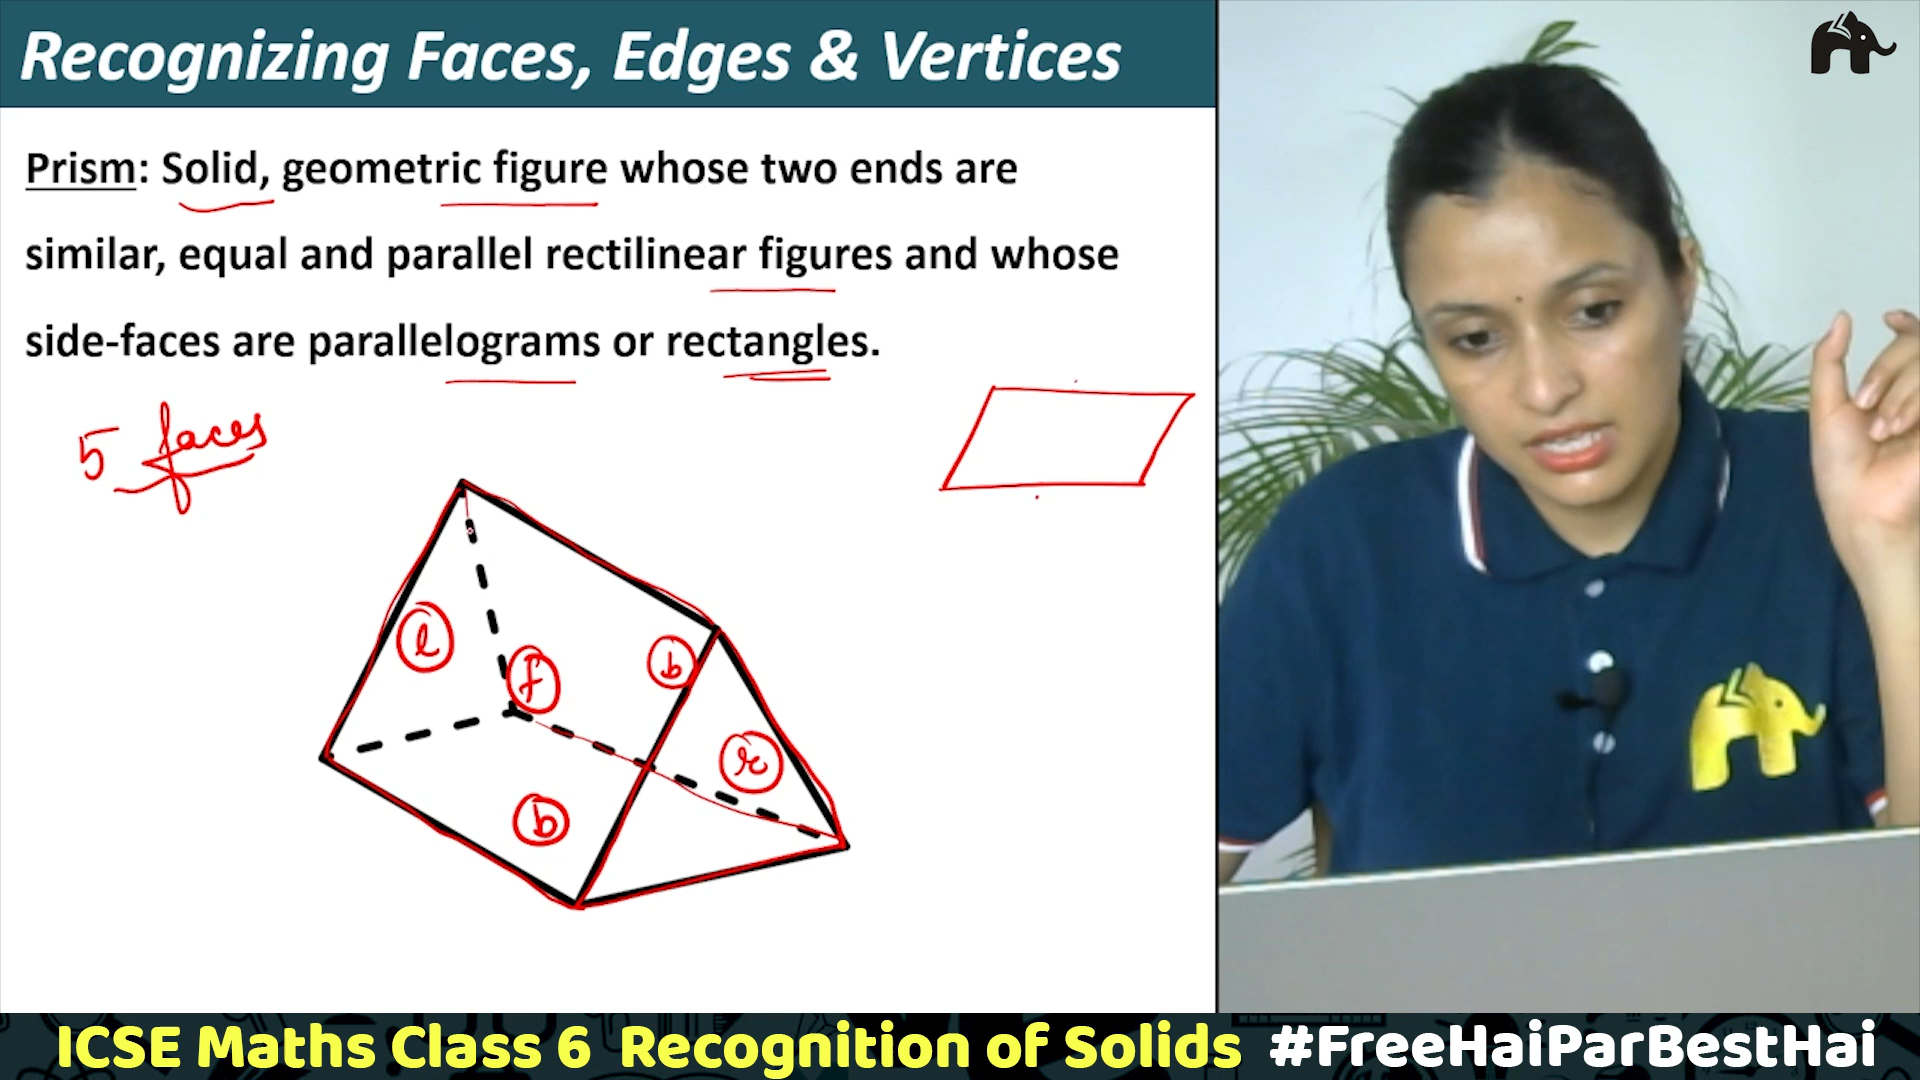 Recognizing Faces, Edges & Vertices
Prism: Solid, geometric figure whose two ends are
similar, equal and parallel rectilinear figures and whose
side-faces are parallelograms or rectangles.
5 faces
l
f
b
r
b
ICSE Maths Class 6 Recognition of Solids #FreeHaiParBestHai